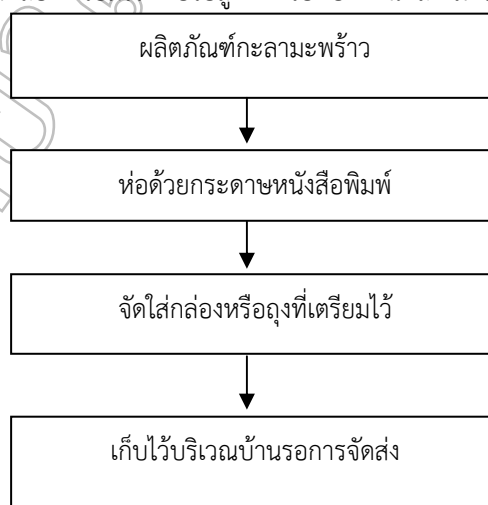 ผลิตภัณฑ์กะลามะพร้าว
ห่อด้วยกระดาษหนังสือพิมพ์
จัดใส่กล่องหรือถุงที่เตรียมไว้
เก็บไว้บริเวณบ้านรอการจัดส่ง